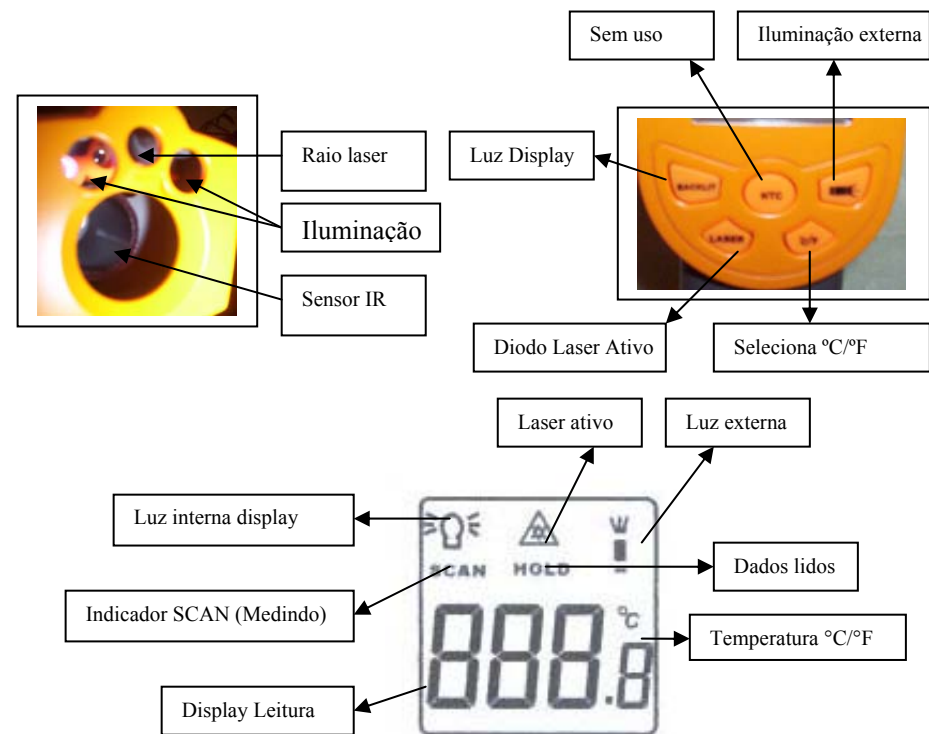 Sem uso
Iluminação externa
Raio laser
Iluminação
Sensor IR
Luz Display
BACKLIT
NTC
LASER
Diodo Laser Ativo
Seleciona ºC/ºF
Laser ativo
Luz externa
Luz interna display
SCAN HOLD
Dados lidos
Indicador SCAN (Medindo)
°C
888.8
Temperatura °C/°F
Display Leitura